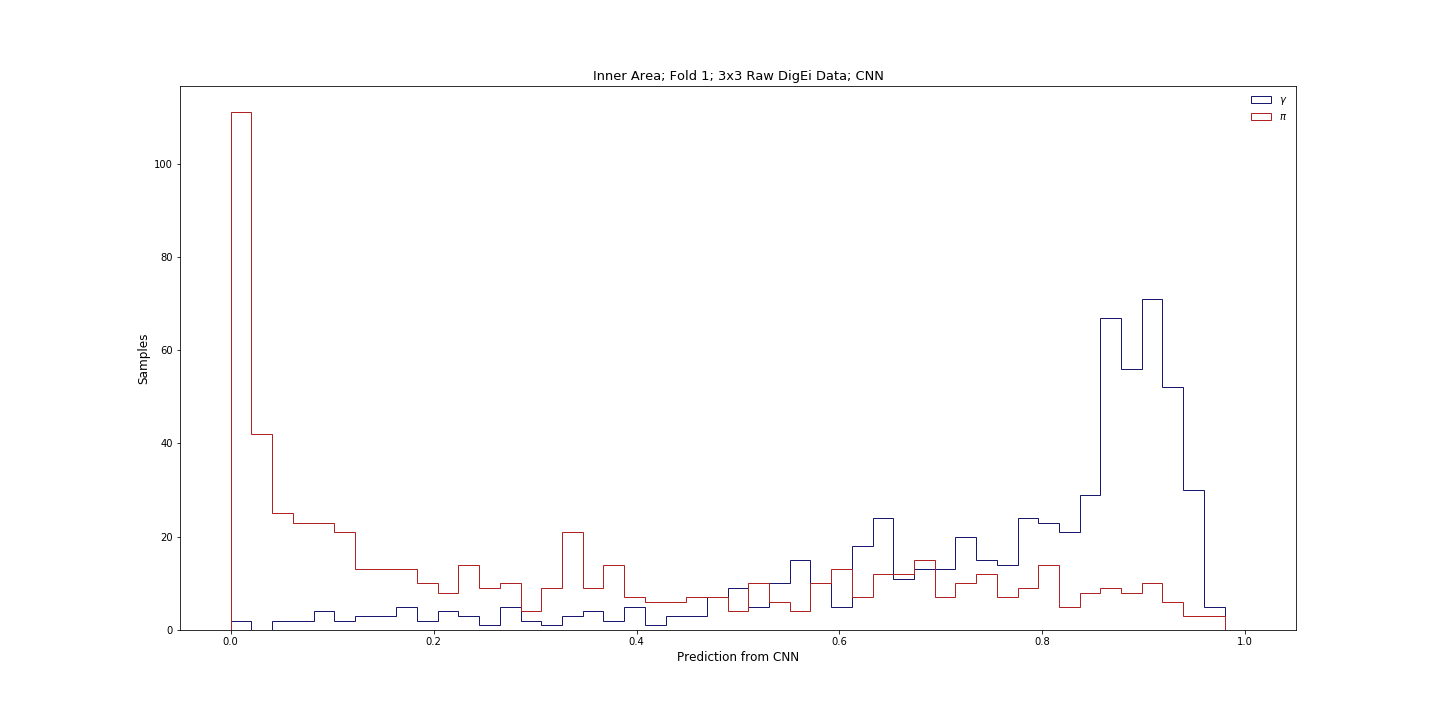 Inner Area; Fold 1; 3x3 Raw DigEi Data; CNN
γ
π
100
80
60
40
20
0
Samples
0.0 0.2 0.4 0.6 0.8 1.0
Prediction from CNN